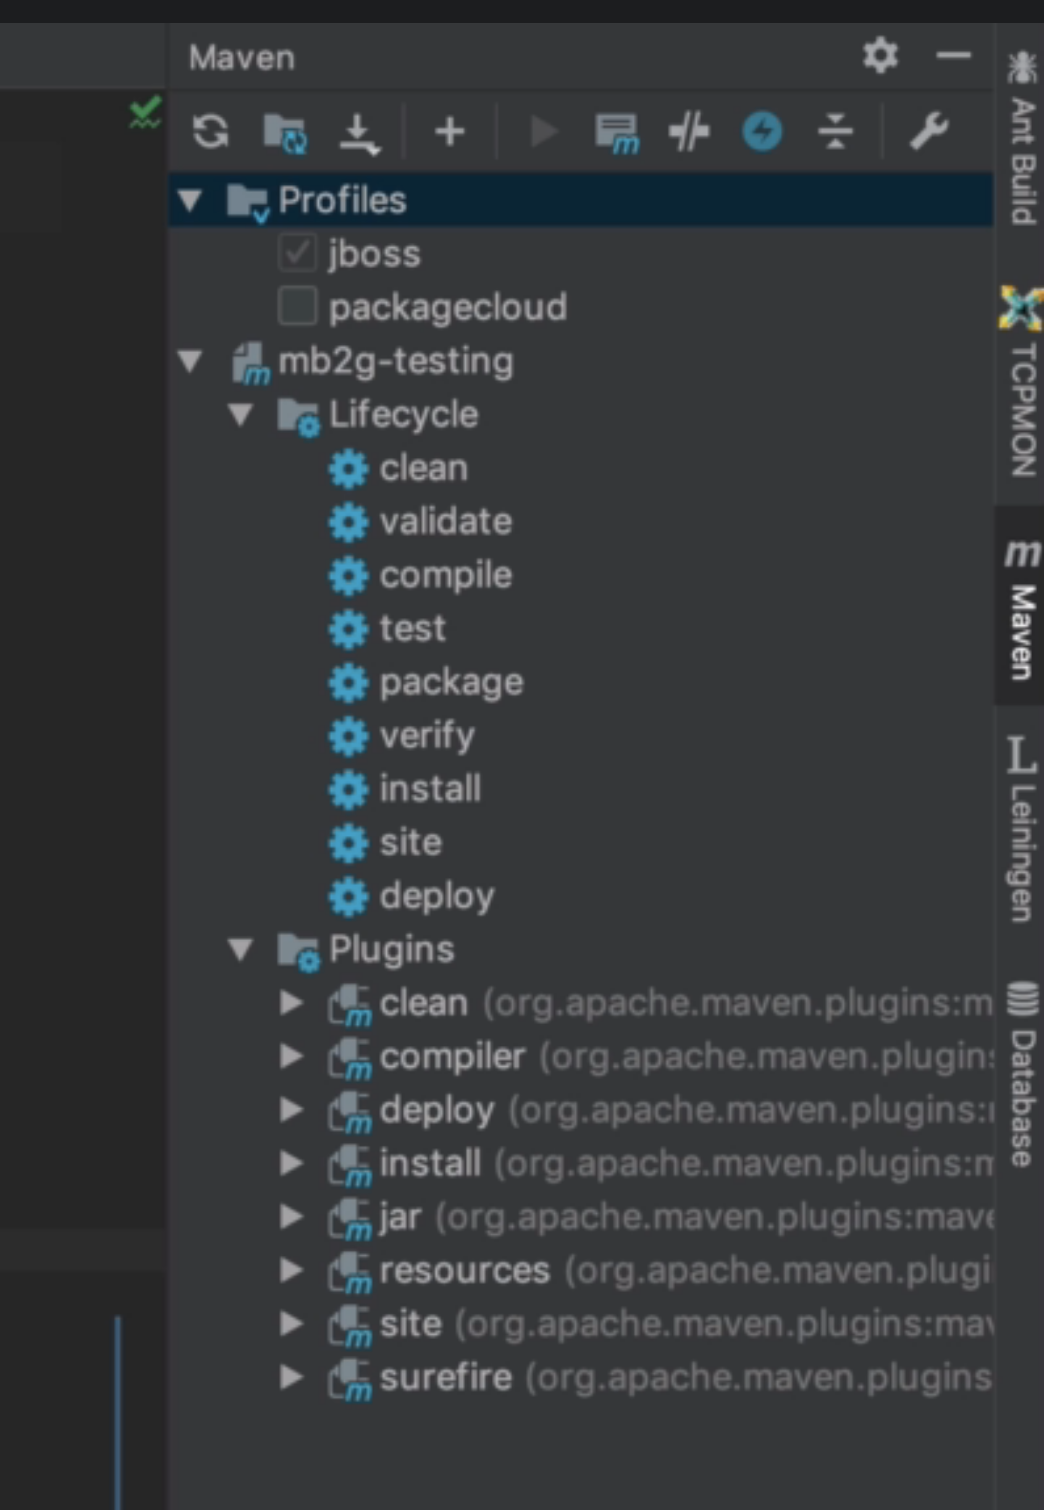 Maven
Profiles
jboss
packagecloud
mb2g-testing
Lifecycle
clean
validate
compile
test
package
verify
install
site
deploy
Plugins
clean (org.apache.maven.plugins:m
compiler (org.apache.maven.plugins:
deploy (org.apache.maven.plugins:
install (org.apache.maven.plugins:m
jar (org.apache.maven.plugins:mave
resources (org.apache.maven.plugi
site (org.apache.maven.plugins:mav
surefire (org.apache.maven.plugins
Ant Build
TCPMON
m Maven
L Leiningen
Database